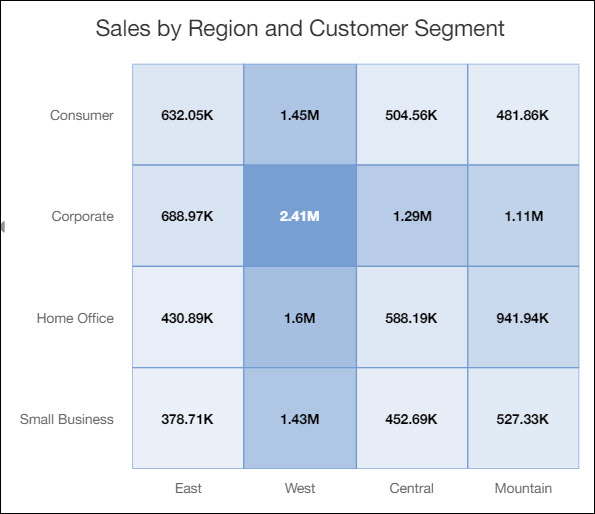 Sales by Region and Customer Segment
Consumer 632.05K 1.45M 504.56K 481.86K
Corporate 688.97K 2.41M 1.29M 1.11M
Home Office 430.89K 1.6M 588.19K 941.94K
Small Business 378.71K 1.43M 452.69K 527.33K
East West Central Mountain